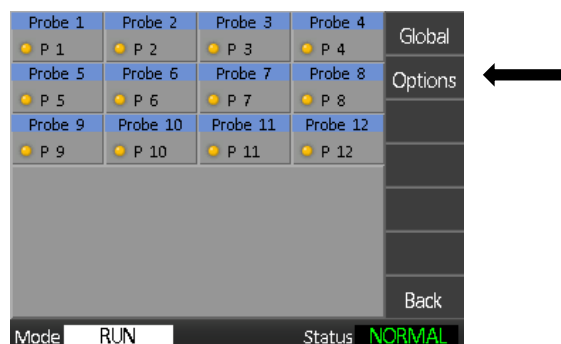 Probe 1 Probe 2 Probe 3 Probe 4 Global
P 1 P 2 P 3 P 4
Probe 5 Probe 6 Probe 7 Probe 8 Options
P 5 P 6 P 7 P 8
Probe 9 Probe 10 Probe 11 Probe 12
P 9 P 10 P 11 P 12
Back
Mode RUN Status NORMAL